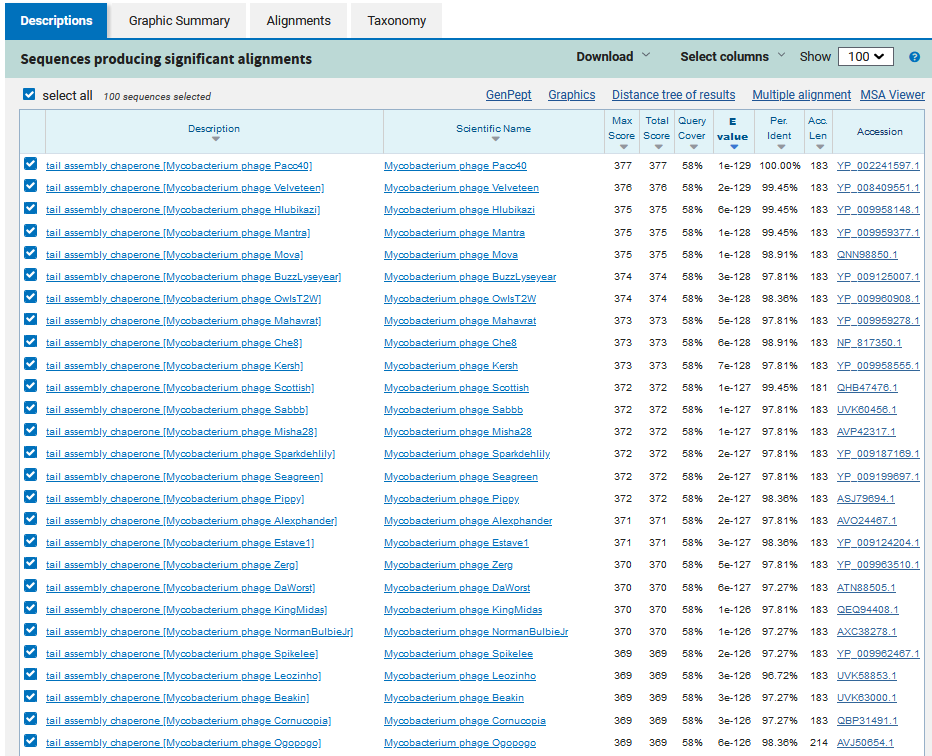 Descriptions Graphic Summary Alignments Taxonomy
Sequences producing significant alignments Download Select columns Show 100
select all 100 sequences selected GenPept Graphics Distance tree of results Multiple alignment MSA Viewer
Description Scientific Name Max Score Total Score Query Cover E value Per. Ident Acc. Len Accession
tail assembly chaperone [Mycobacterium phage Pacc40] Mycobacterium phage Pacc40 377 377 58% 1e-129 100.00% 183 YP_002241597.1
tail assembly chaperone [Mycobacterium phage Velveteen] Mycobacterium phage Velveteen 376 376 58% 2e-129 99.45% 183 YP_008409551.1
tail assembly chaperone [Mycobacterium phage Hlubikazi] Mycobacterium phage Hlubikazi 375 375 58% 6e-129 99.45% 183 YP_009958148.1
tail assembly chaperone [Mycobacterium phage Mantra] Mycobacterium phage Mantra 375 375 58% 1e-128 99.45% 183 YP_009959377.1
tail assembly chaperone [Mycobacterium phage Mova] Mycobacterium phage Mova 375 375 58% 1e-128 98.91% 183 QNN98850.1
tail assembly chaperone [Mycobacterium phage BuzzLyseyear] Mycobacterium phage BuzzLyseyear 374 374 58% 3e-128 97.81% 183 YP_009125007.1
tail assembly chaperone [Mycobacterium phage OwlsT2W] Mycobacterium phage OwlsT2W 374 374 58% 3e-128 98.36% 183 YP_009960908.1
tail assembly chaperone [Mycobacterium phage Mahavrat] Mycobacterium phage Mahavrat 373 373 58% 5e-128 97.81% 183 YP_009959278.1
tail assembly chaperone [Mycobacterium phage Che8] Mycobacterium phage Che8 373 373 58% 6e-128 98.91% 183 NP_817350.1
tail assembly chaperone [Mycobacterium phage Kersh] Mycobacterium phage Kersh 373 373 58% 7e-128 97.81% 183 YP_009958555.1
tail assembly chaperone [Mycobacterium phage Scottish] Mycobacterium phage Scottish 372 372 58% 1e-127 99.45% 181 QHB47476.1
tail assembly chaperone [Mycobacterium phage Sabbb] Mycobacterium phage Sabbb 372 372 58% 1e-127 97.81% 183 UVK60456.1
tail assembly chaperone [Mycobacterium phage Misha28] Mycobacterium phage Misha28 372 372 58% 1e-127 97.81% 183 AVP42317.1
tail assembly chaperone [Mycobacterium phage Sparkdehlily] Mycobacterium phage Sparkdehlily 372 372 58% 2e-127 97.81% 183 YP_009187169.1
tail assembly chaperone [Mycobacterium phage Seagreen] Mycobacterium phage Seagreen 372 372 58% 2e-127 97.81% 183 YP_009199697.1
tail assembly chaperone [Mycobacterium phage Pippy] Mycobacterium phage Pippy 372 372 58% 2e-127 98.36% 183 ASJ79694.1
tail assembly chaperone [Mycobacterium phage Alexphander] Mycobacterium phage Alexphander 371 371 58% 2e-127 97.81% 183 AVO24467.1
tail assembly chaperone [Mycobacterium phage Estave1] Mycobacterium phage Estave1 371 371 58% 3e-127 98.36% 183 YP_009124204.1
tail assembly chaperone [Mycobacterium phage Zerg] Mycobacterium phage Zerg 370 370 58% 5e-127 97.81% 183 YP_009963510.1
tail assembly chaperone [Mycobacterium phage DaWorst] Mycobacterium phage DaWorst 370 370 58% 6e-127 97.27% 183 ATN88505.1
tail assembly chaperone [Mycobacterium phage KingMidas] Mycobacterium phage KingMidas 370 370 58% 1e-126 97.81% 183 QEQ94408.1
tail assembly chaperone [Mycobacterium phage NormanBulbieJr] Mycobacterium phage NormanBulbieJr 370 370 58% 1e-126 97.27% 183 AXC38278.1
tail assembly chaperone [Mycobacterium phage Spikelee] Mycobacterium phage Spikelee 369 369 58% 2e-126 97.27% 183 YP_009962467.1
tail assembly chaperone [Mycobacterium phage Leozinho] Mycobacterium phage Leozinho 369 369 58% 3e-126 96.72% 183 UVK58853.1
tail assembly chaperone [Mycobacterium phage Beakin] Mycobacterium phage Beakin 369 369 58% 3e-126 97.27% 183 UVK63000.1
tail assembly chaperone [Mycobacterium phage Cornucopia] Mycobacterium phage Cornucopia 369 369 58% 3e-126 97.27% 183 QBP31491.1
tail assembly chaperone [Mycobacterium phage Ogopogo] Mycobacterium phage Ogopogo 369 369 58% 6e-126 98.36% 214 AVJ50654.1